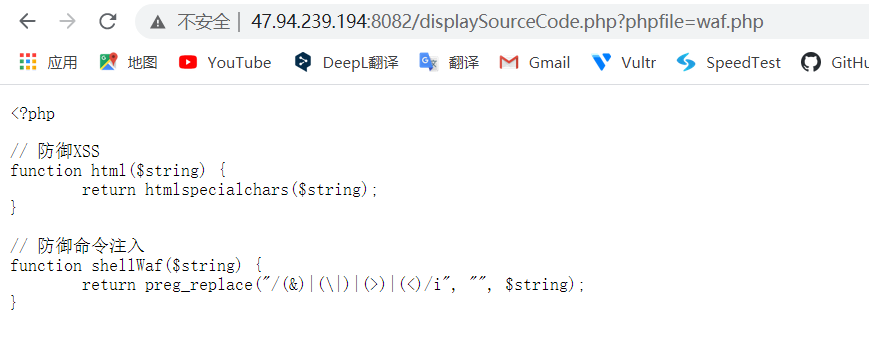 不安全 | 47.94.239.194:8082/displaySourceCode.php?phpfile=waf.php
应用 地图 YouTube DeepL翻译 翻译 Gmail Vultr SpeedTest GitHu
<?php
// 防御XSS
function html($string) {
        return htmlspecialchars($string);
}
// 防御命令注入
function shellWaf($string) {
        return preg_replace("/(&)|(\|)|(>)|(<)/i", "", $string);
}